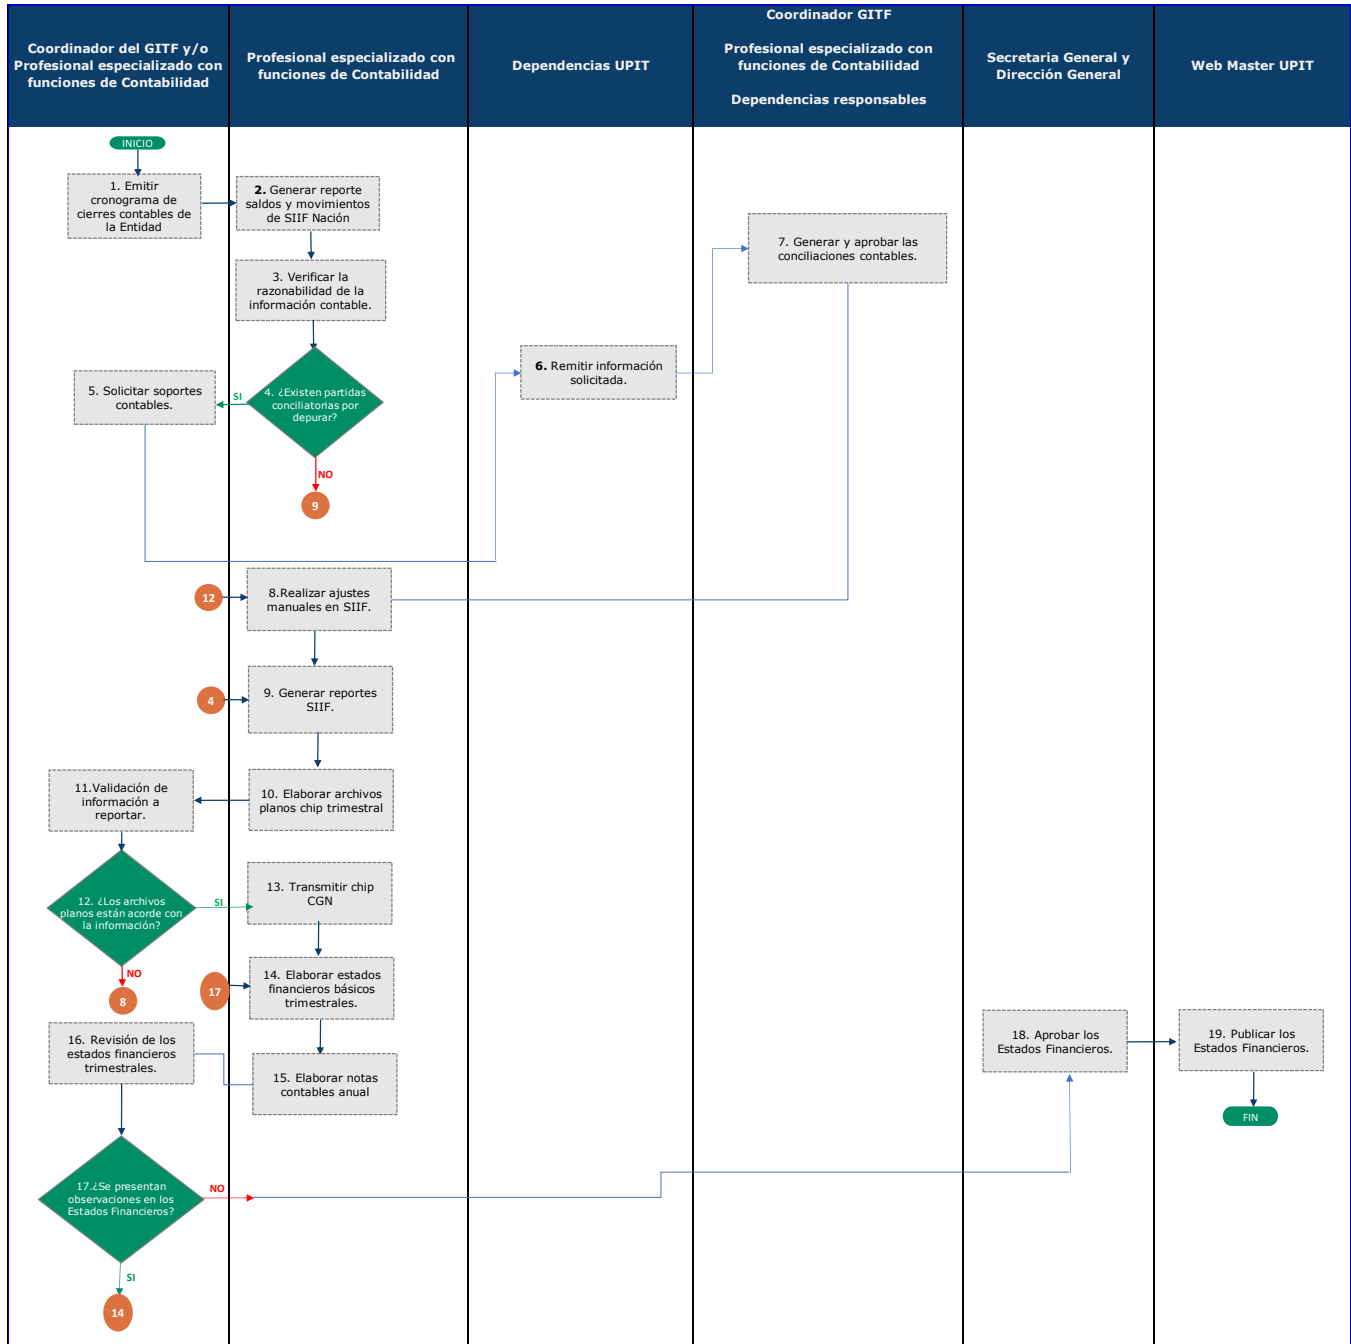 Coordinador del GITF y/o
Profesional especializado con
funciones de Contabilidad
Profesional especializado con
funciones de Contabilidad
Dependencias UPIT
Coordinador GITF
Profesional especializado con
funciones de Contabilidad
Dependencias responsables
Secretaria General y
Dirección General
Web Master UPIT
INICIO
1. Emitir
cronograma de
cierres contables de
la Entidad
2. Generar reporte
saldos y movimientos
de SIIF Nación
3. Verificar la
razonabilidad de la
información contable.
7. Generar y aprobar las
conciliaciones contables.
4. ¿Existen partidas
conciliatorias por
depurar?
SI
5. Solicitar soportes
contables.
6. Remitir información
solicitada.
NO
9
12
8.Realizar ajustes
manuales en SIIF.
4
9. Generar reportes
SIIF.
10. Elaborar archivos
planos chip trimestral
11.Validación de
información a
reportar.
12. ¿Los archivos
planos están acorde con
la información?
SI
13. Transmitir chip
CGN
NO
8
17
14. Elaborar estados
financieros básicos
trimestrales.
15. Elaborar notas
contables anual
16. Revisión de los
estados financieros
trimestrales.
17.¿Se presentan
observaciones en los
Estados Financieros?
NO
SI
14
18. Aprobar los
Estados Financieros.
19. Publicar los
Estados Financieros.
FIN